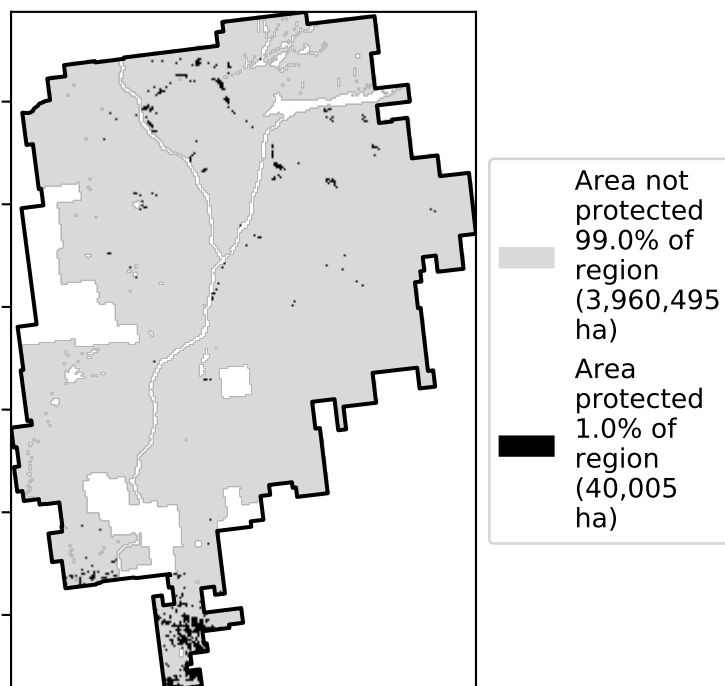 Area not
protected
99.0% of
region
(3,960,495
ha)
Area
protected
1.0% of
region
(40,005
ha)